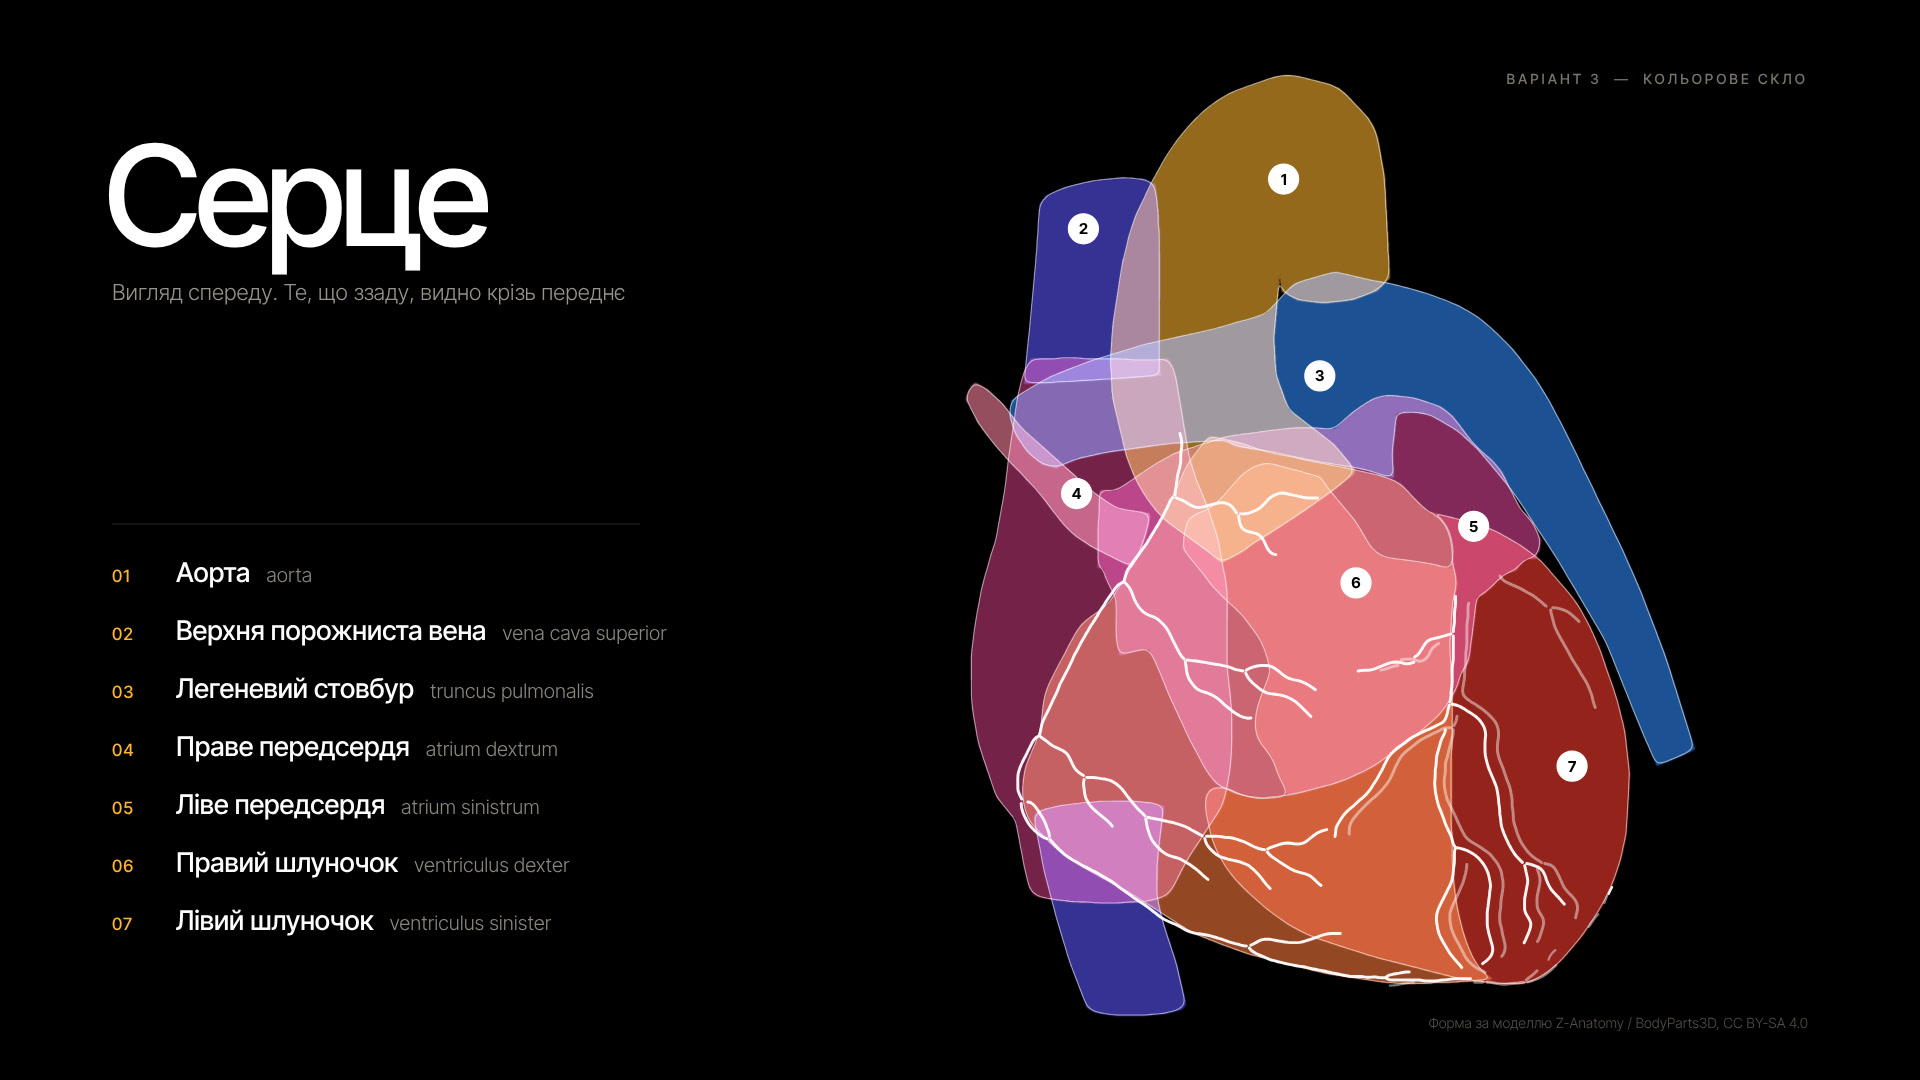 ВАРІАНТ 3 — КОЛЬОРОВЕ СКЛО
Серце
Вигляд спереду. Те, що ззаду, видно крізь переднє
01 Аорта aorta
02 Верхня порожниста вена vena cava superior
03 Легеневий стовбур truncus pulmonalis
04 Праве передсердя atrium dextrum
05 Ліве передсердя atrium sinistrum
06 Правий шлуночок ventriculus dexter
07 Лівий шлуночок ventriculus sinister
1
2
3
4
5
6
7
Форма за моделлю Z-Anatomy / BodyParts3D, CC BY-SA 4.0